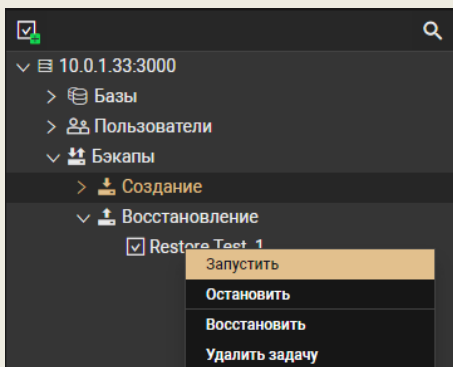 10.0.1.33:3000
Базы
Пользователи
Бэкапы
Создание
Восстановление
Restore Test_1
Запустить
Остановить
Восстановить
Удалить задачу